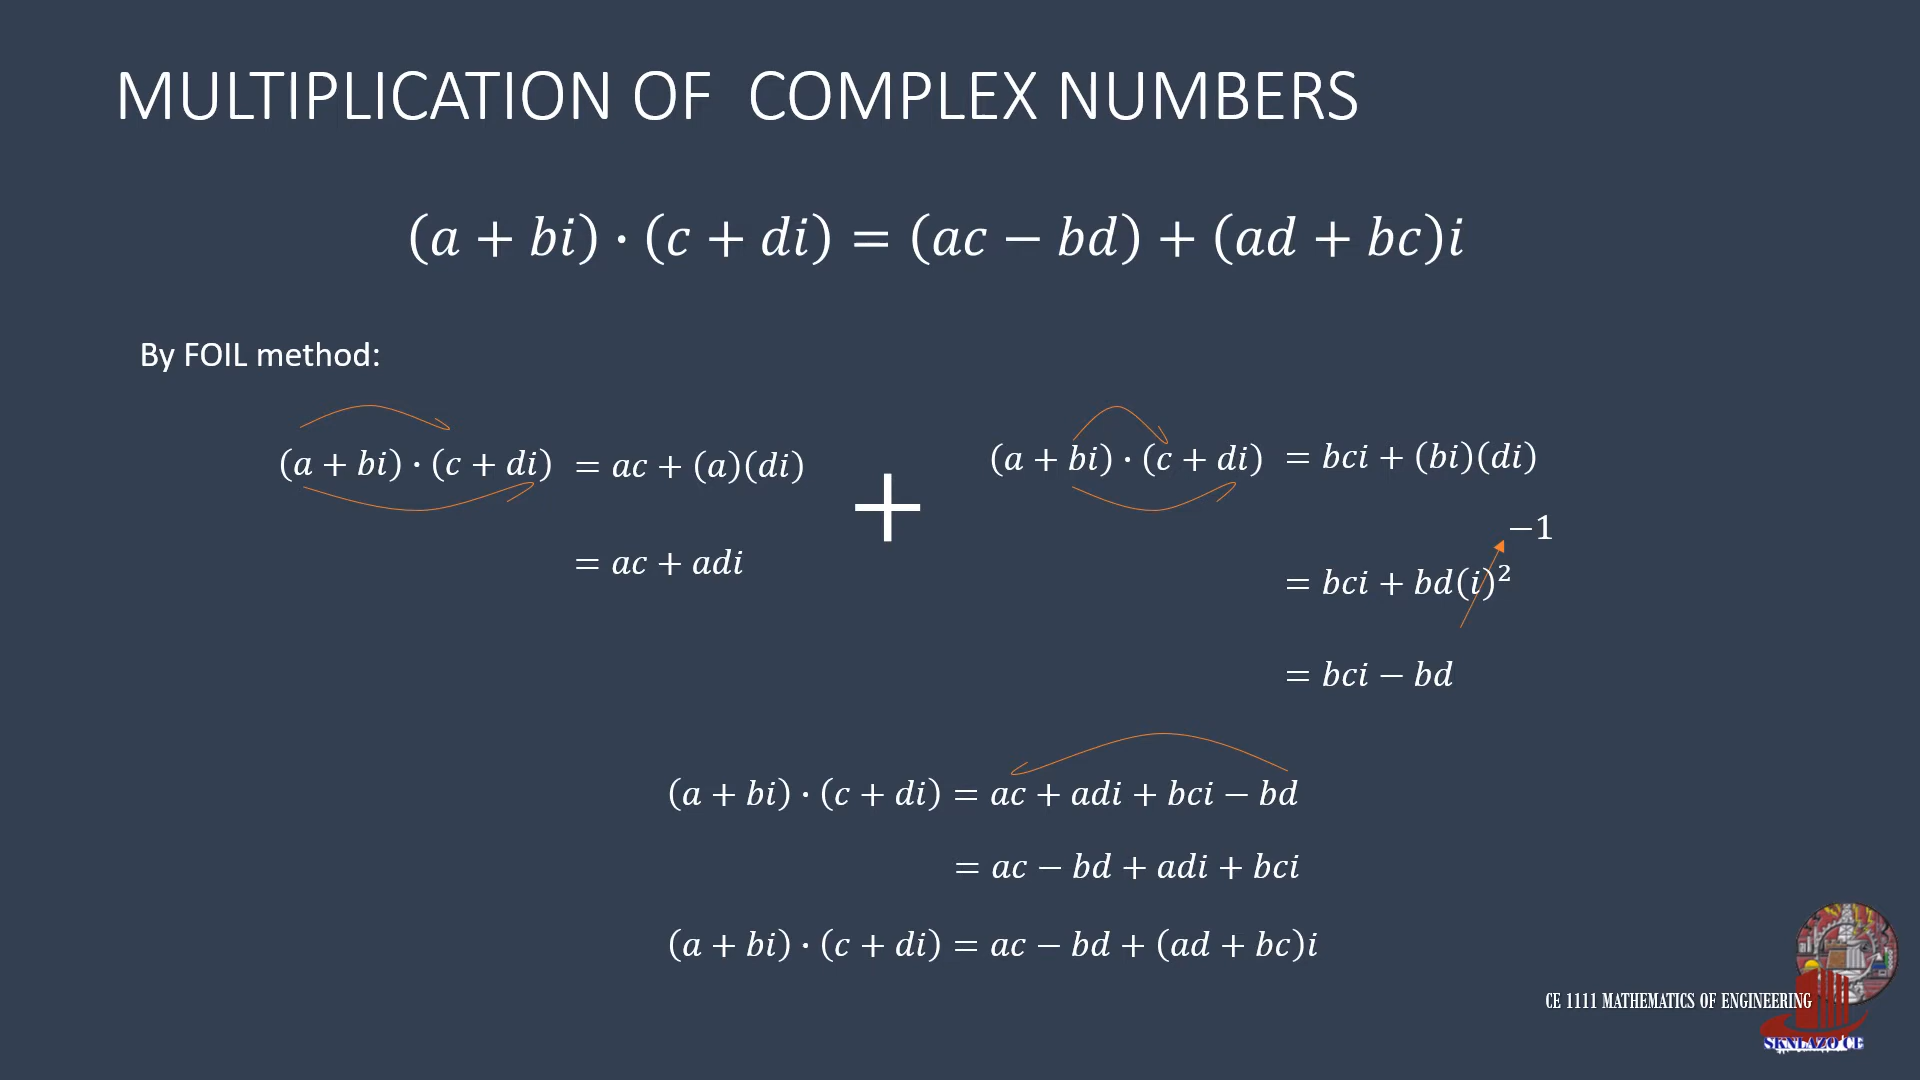 MULTIPLICATION OF  COMPLEX NUMBERS
(a + bi) · (c + di) = (ac − bd) + (ad + bc)i
By FOIL method:
(a + bi) · (c + di) = ac + (a)(di)
= ac + adi
+
(a + bi) · (c + di) = bci + (bi)(di)
−1
= bci + bd(i)²
= bci − bd
(a + bi) · (c + di) = ac + adi + bci − bd
= ac − bd + adi + bci
(a + bi) · (c + di) = ac − bd + (ad + bc)i
CE 1111 MATHEMATICS OF ENGINEERING
SKNLAZO CE